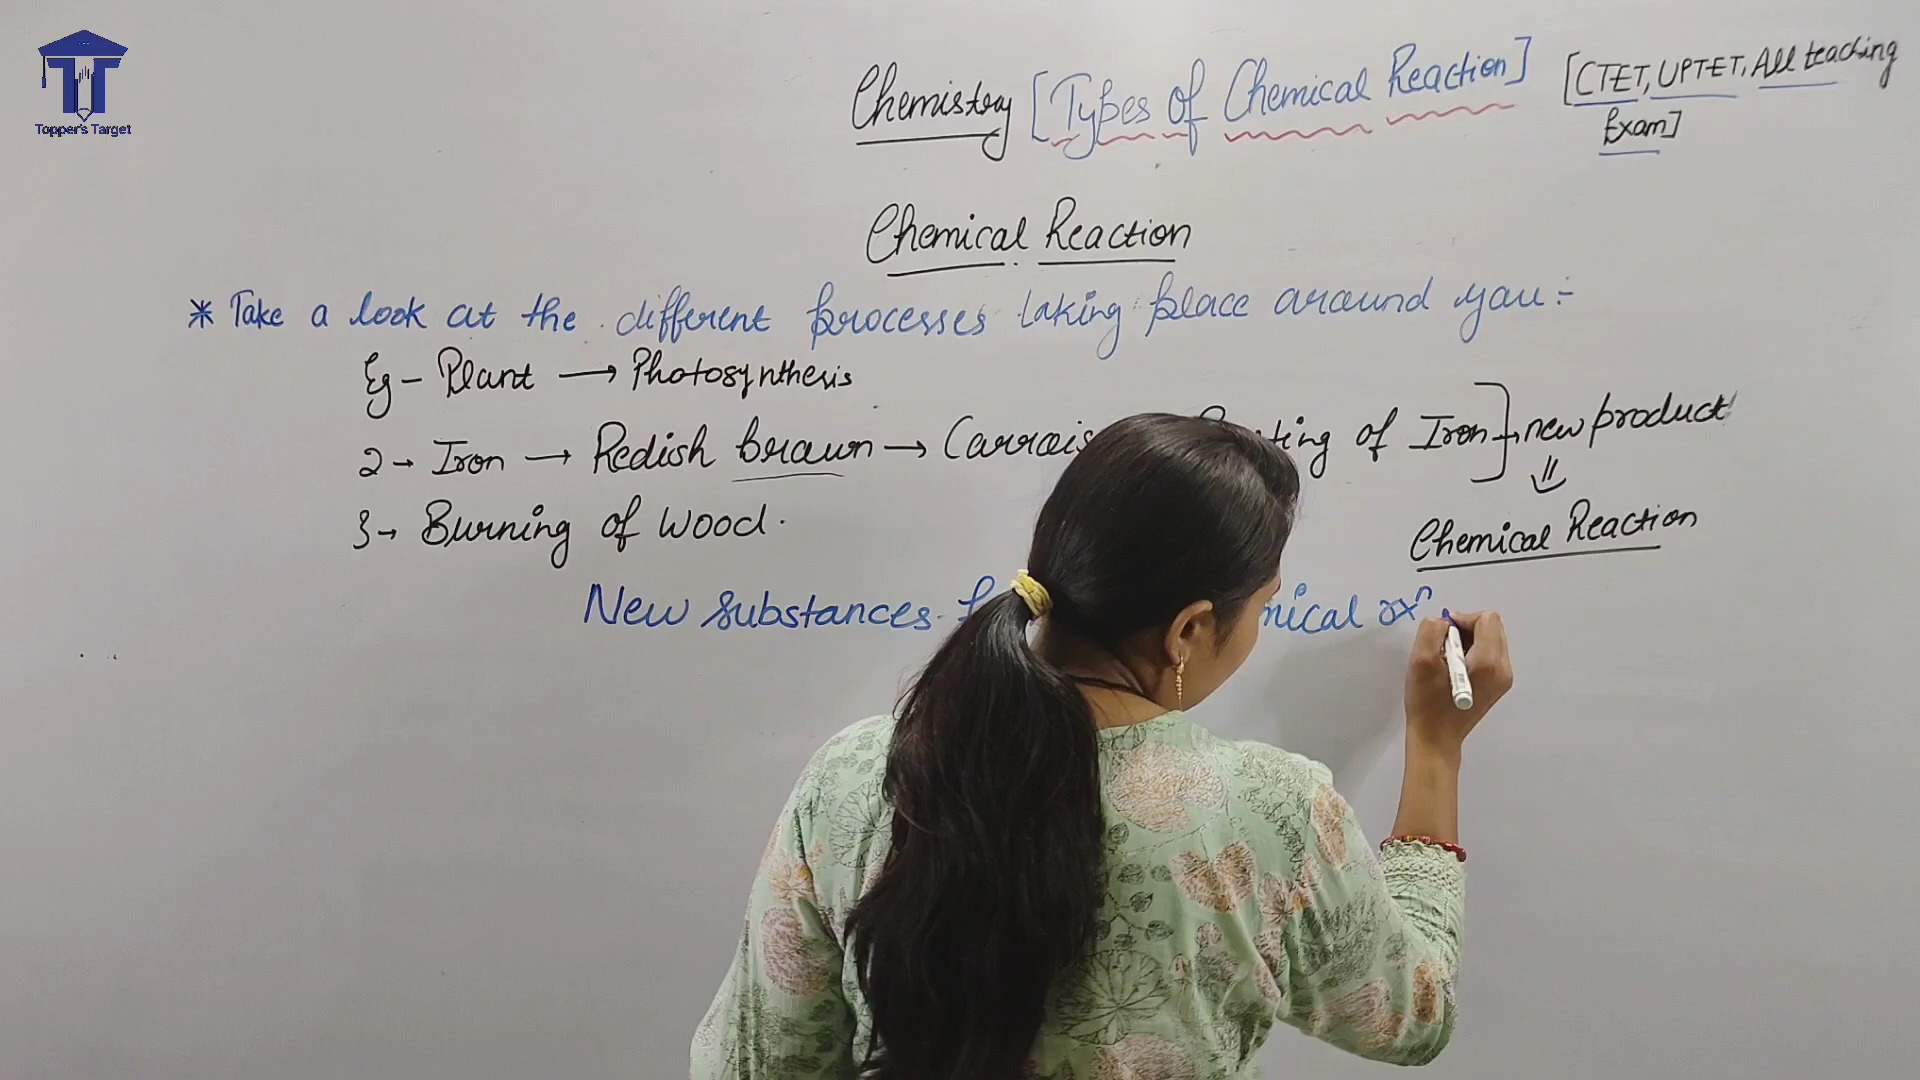 Topper's Target
Chemistry [Types of Chemical Reaction] [CTET, UPTET, All teaching
Exam]
Chemical Reaction
* Take a look at the different processes taking place around you :-
Eg - Plant → Photosynthesis
2 → Iron → Redish brown → ting of Iron] → new product
⇓
3 → Burning of Wood.
Chemical Reaction
New substances mical rxⁿ